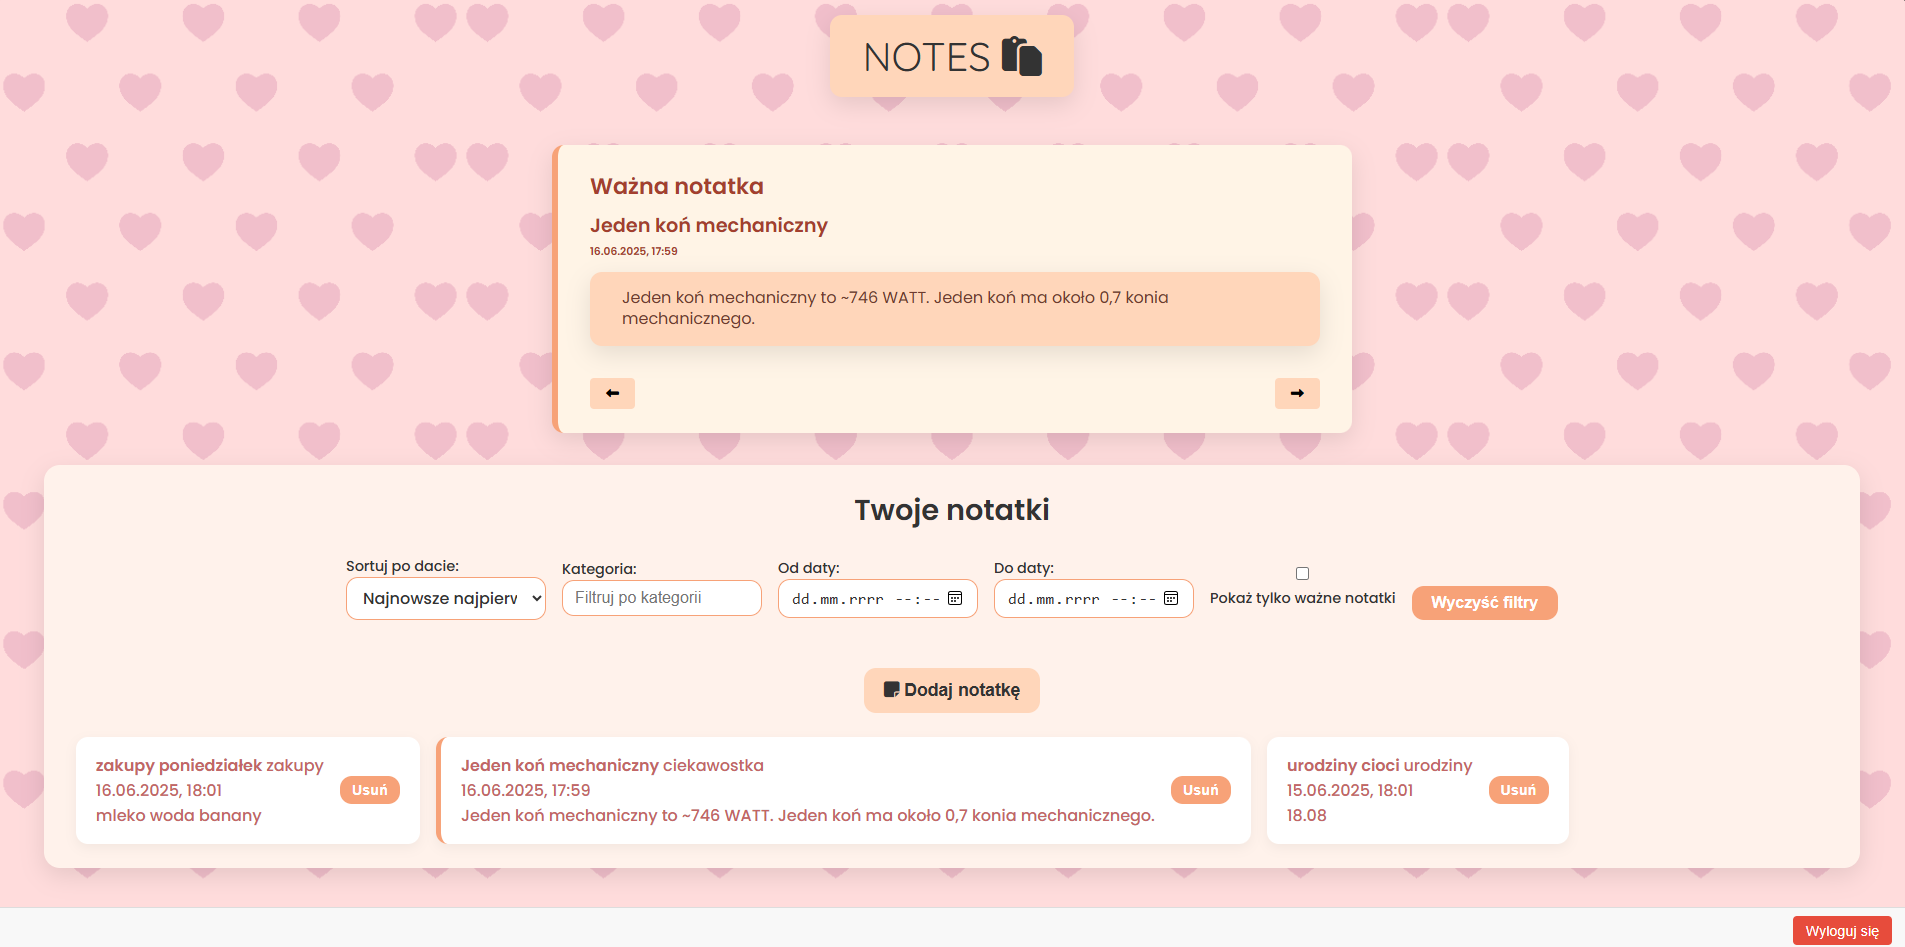 NOTES
Ważna notatka
Jeden koń mechaniczny
16.06.2025, 17:59
Jeden koń mechaniczny to ~746 WATT. Jeden koń ma około 0,7 konia
mechanicznego.
Twoje notatki
Sortuj po dacie:
Najnowsze najpierw
Kategoria:
Filtruj po kategorii
Od daty:
dd.mm.rrrr --:--
Do daty:
dd.mm.rrrr --:--
Pokaż tylko ważne notatki
Wyczyść filtry
Dodaj notatkę
zakupy poniedziałek zakupy
16.06.2025, 18:01
mleko woda banany
Usuń
Jeden koń mechaniczny ciekawostka
16.06.2025, 17:59
Jeden koń mechaniczny to ~746 WATT. Jeden koń ma około 0,7 konia mechanicznego.
Usuń
urodziny cioci urodziny
15.06.2025, 18:01
18.08
Usuń
Wyloguj się